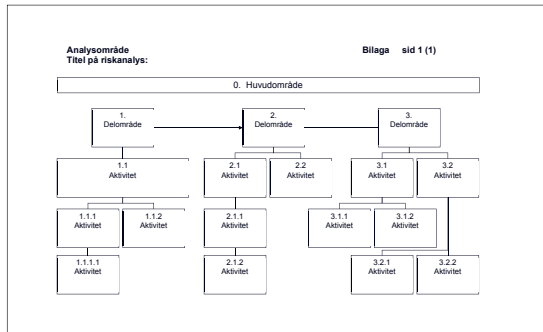 Analysområde Bilaga sid 1 (1)
Titel på riskanalys:
0. Huvudområde
1. 2. 3.
Delområde Delområde Delområde
1.1 2.1 2.2 3.1 3.2
Aktivitet Aktivitet Aktivitet Aktivitet Aktivitet
1.1.1 1.1.2 2.1.1 3.1.1 3.1.2
Aktivitet Aktivitet Aktivitet Aktivitet Aktivitet
1.1.1.1 2.1.2 3.2.1 3.2.2
Aktivitet Aktivitet Aktivitet Aktivitet